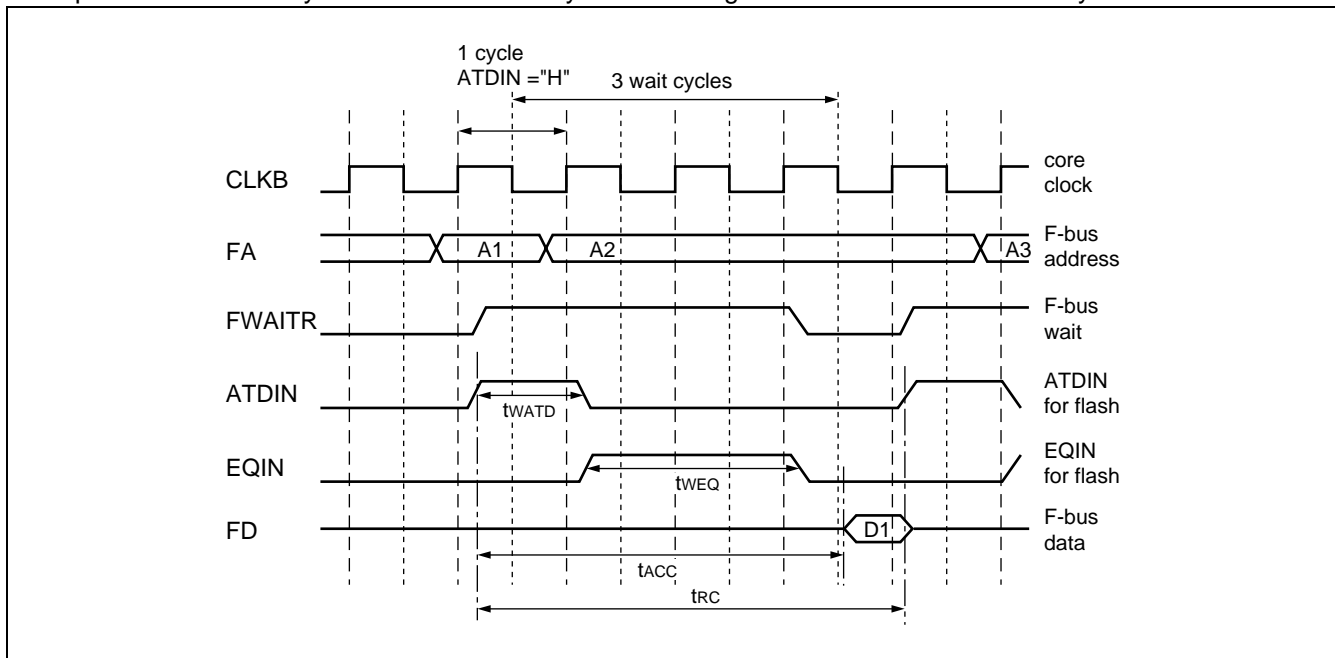 1 cycle
ATDIN ="H"
3 wait cycles
CLKB
core
clock
FA
A1
A2
A3
F-bus
address
FWAITR
F-bus
wait
ATDIN
tWATD
ATDIN
for flash
EQIN
tWEQ
EQIN
for flash
FD
D1
F-bus
data
tACC
tRC